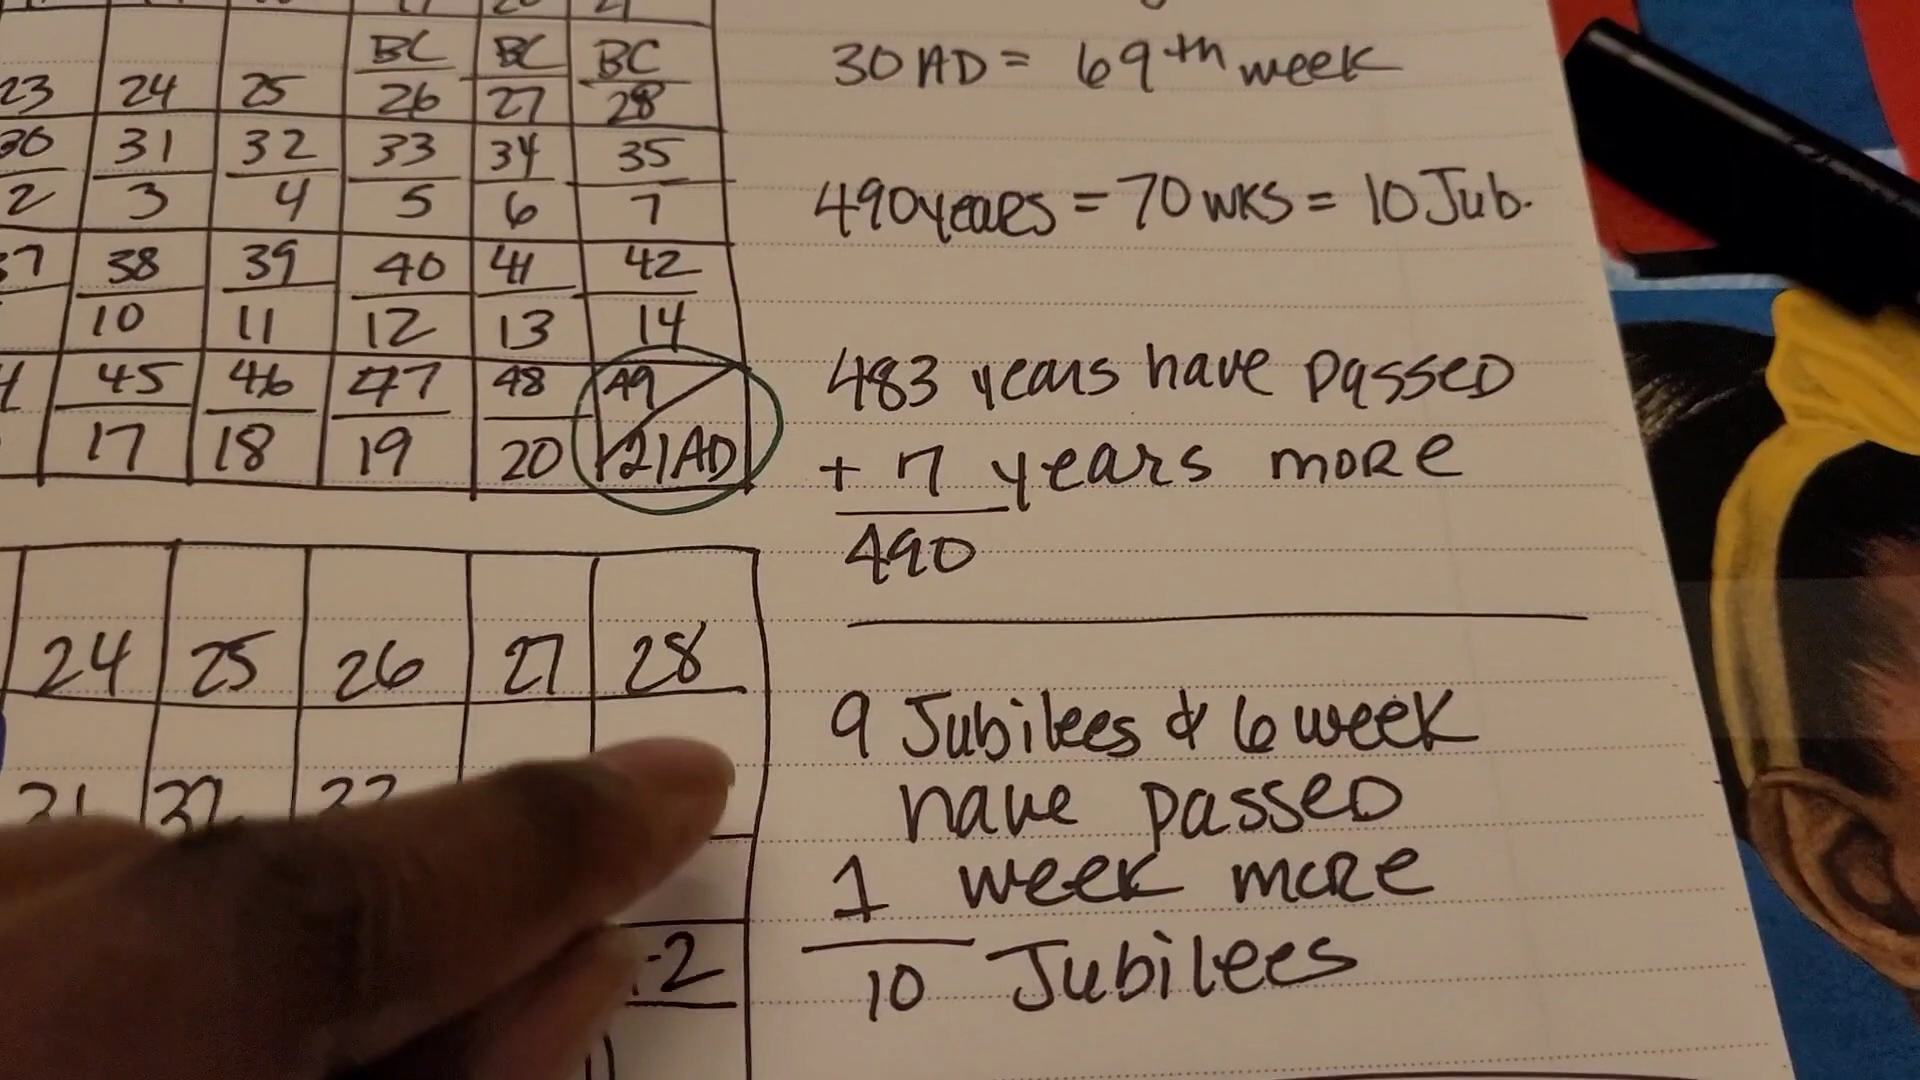 BC BC BC
23 24 25 26 27 28
30 31 32 33 34 35
2 3 4 5 6 7
37 38 39 40 41 42
10 11 12 13 14
45 46 47 48 49
17 18 19 20 21AD
24 25 26 27 28
30AD = 69th week
490 years = 70 WKS = 10 Jub.
483 years have passed
+ 7 years more
490
9 Jubilees & 6 week
have passed
1 week more
10 Jubilees